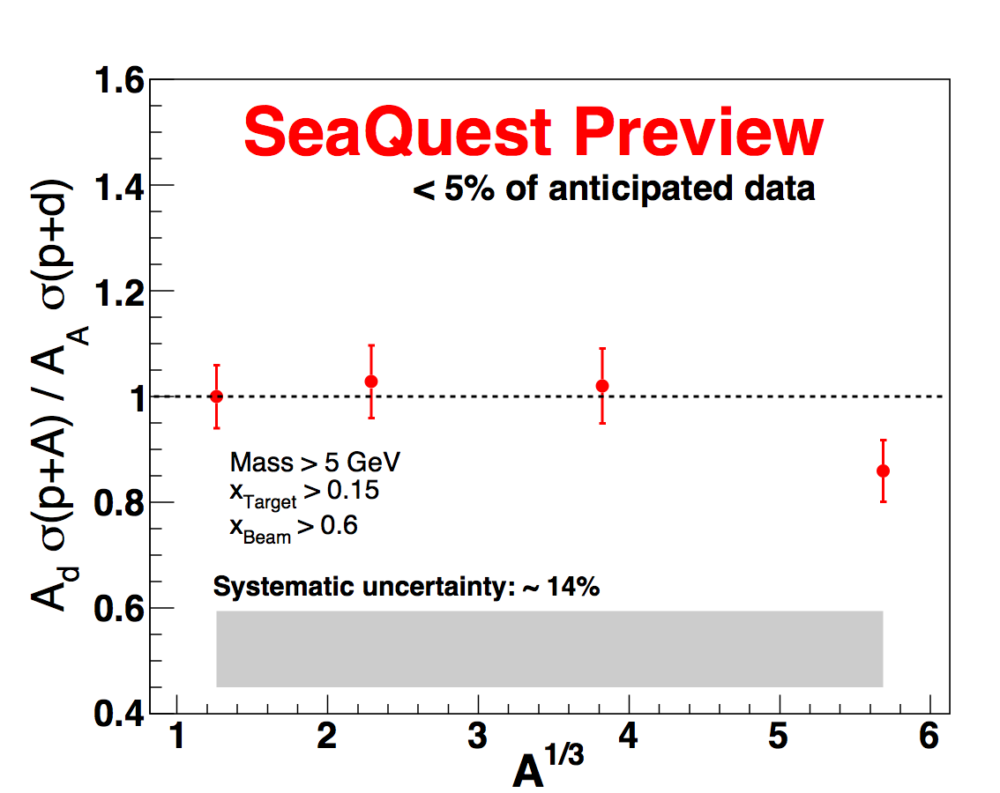 1.6
1.4
1.2
1
0.8
0.6
0.4
A_d σ(p+A) / A_A σ(p+d)
SeaQuest Preview
< 5% of anticipated data
Mass > 5 GeV
x_Target > 0.15
x_Beam > 0.6
Systematic uncertainty: ~ 14%
1 2 3 4 5 6
A^1/3